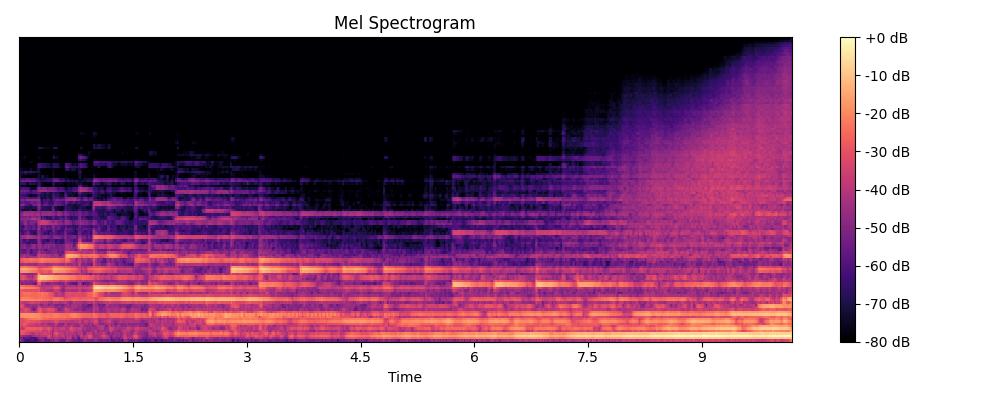 Mel Spectrogram
+0 dB
-10 dB
-20 dB
-30 dB
-40 dB
-50 dB
-60 dB
-70 dB
-80 dB
0 1.5 3 4.5 6 7.5 9
Time